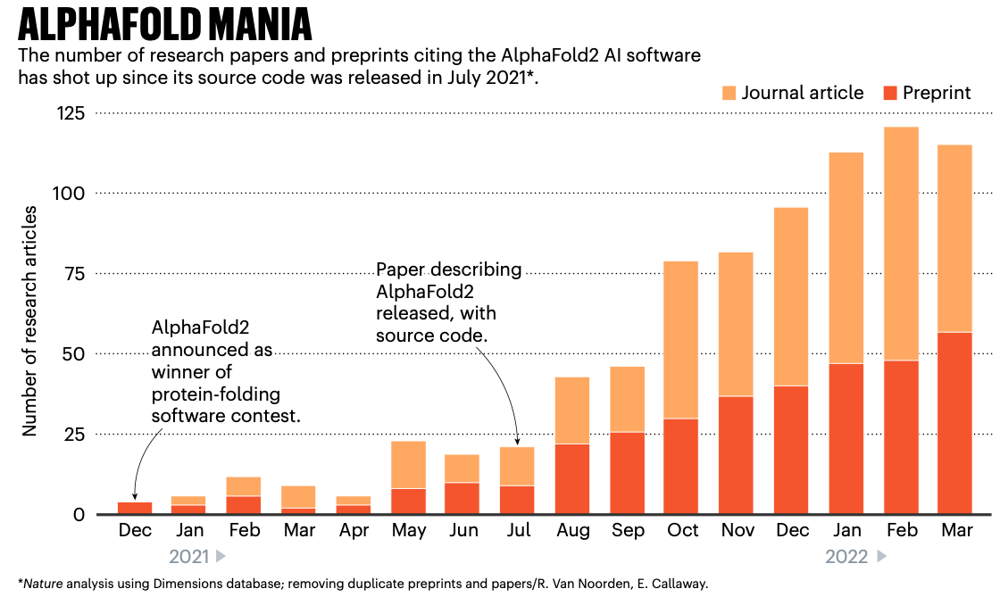 ALPHAFOLD MANIA
The number of research papers and preprints citing the AlphaFold2 AI software
has shot up since its source code was released in July 2021*.
Journal article
Preprint
Number of research articles
125
100
75
50
25
0
AlphaFold2
announced as
winner of
protein-folding
software contest.
Paper describing
AlphaFold2
released, with
source code.
Dec Jan Feb Mar Apr May Jun Jul Aug Sep Oct Nov Dec Jan Feb Mar
2021 ▶ 2022 ▶
*Nature analysis using Dimensions database; removing duplicate preprints and papers/R. Van Noorden, E. Callaway.